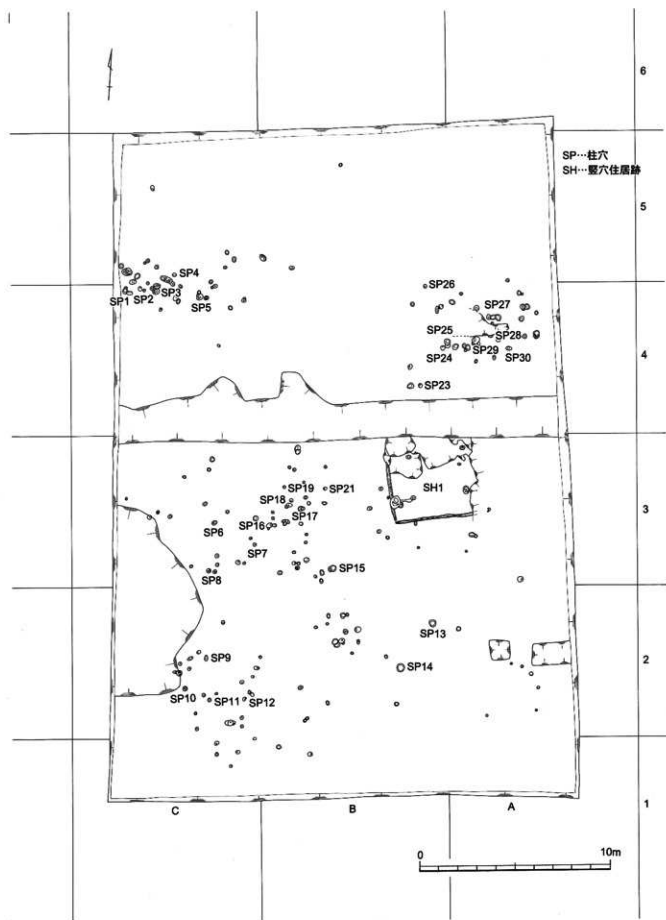 6
SP…柱穴
SH…竪穴住居跡
5
SP4
SP1
SP2
SP3
SP5
SP26
SP27
SP25
SP28
SP24
SP29
SP30
4
SP23
SH1
SP19
SP21
SP18
3
SP16
SP17
SP6
SP7
SP8
SP15
SP13
2
SP9
SP14
SP10
SP11
SP12
1
C
B
A
0
10m